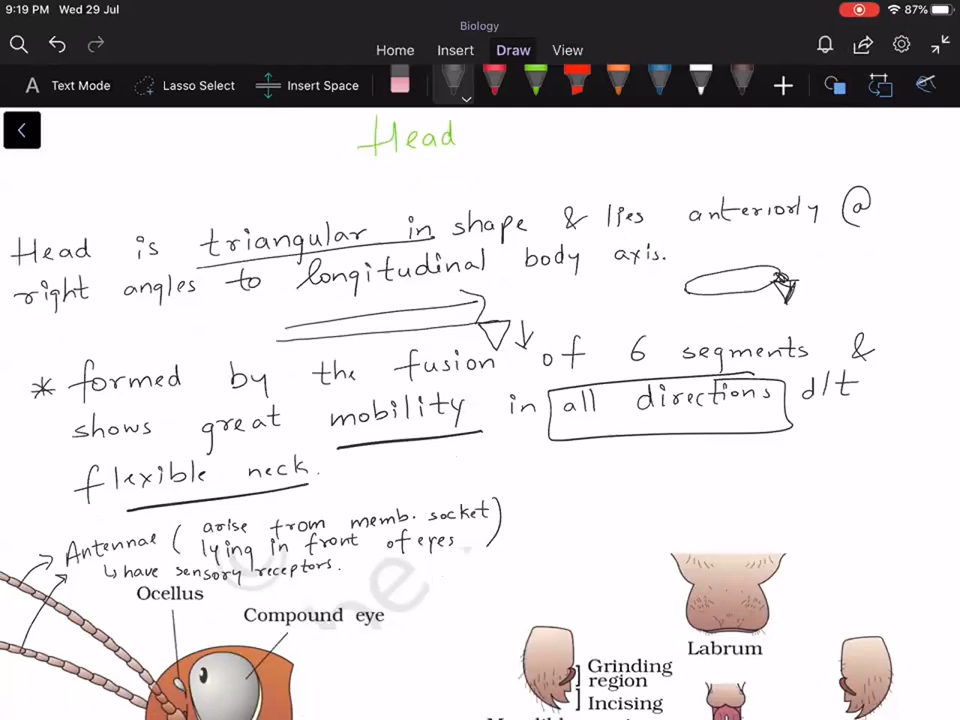 9:19 PM Wed 29 Jul
87%
Biology
Home Insert Draw View
Text Mode Lasso Select Insert Space
Head
Head is triangular in shape & lies anteriorly @
right angles to longitudinal body axis.
* formed by the fusion of 6 segments &
shows great mobility in all directions d/t
flexible neck.
Antennae ( arise from memb. socket
lying in front of eyes )
↳ have sensory receptors.
Ocellus
Compound eye
Labrum
Grinding
region
Incising